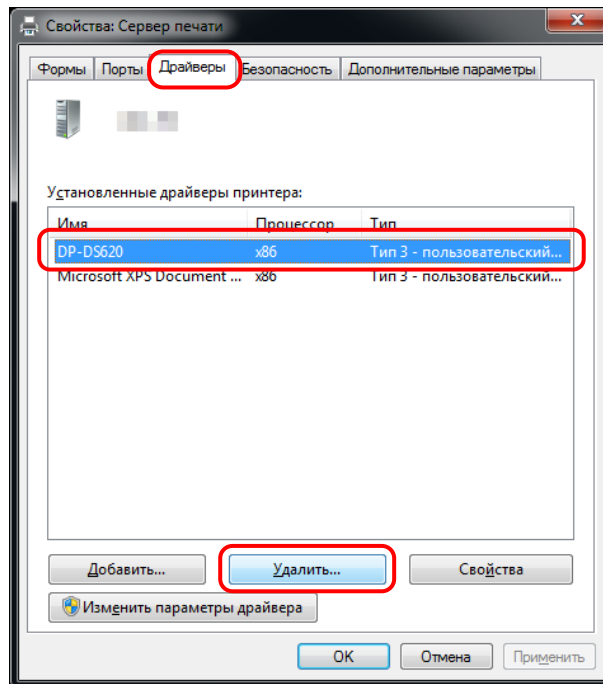 Свойства: Сервер печати
Формы Порты Драйверы Безопасность Дополнительные параметры
Установленные драйверы принтера:
Имя Процессор Тип
DP-DS620 x86 Тип 3 - пользовательский...
Microsoft XPS Document ... x86 Тип 3 - пользовательский...
Добавить... Удалить... Свойства
Изменить параметры драйвера
OK Отмена Применить